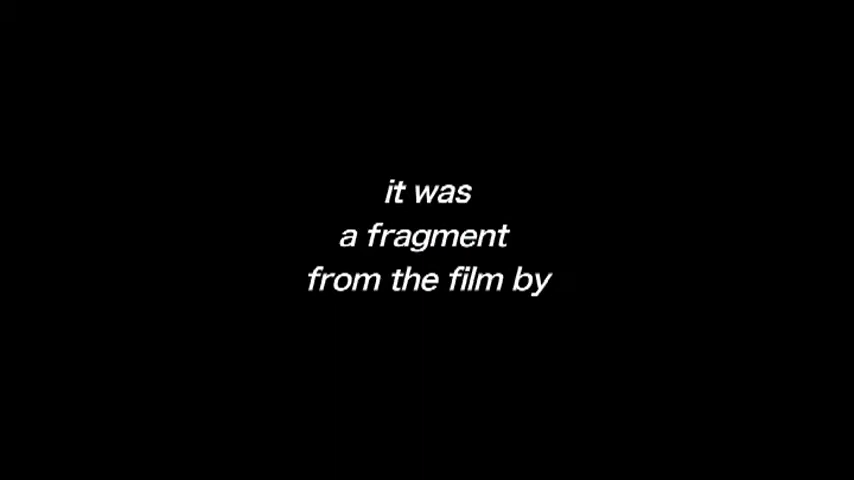 it was
a fragment
from the film by